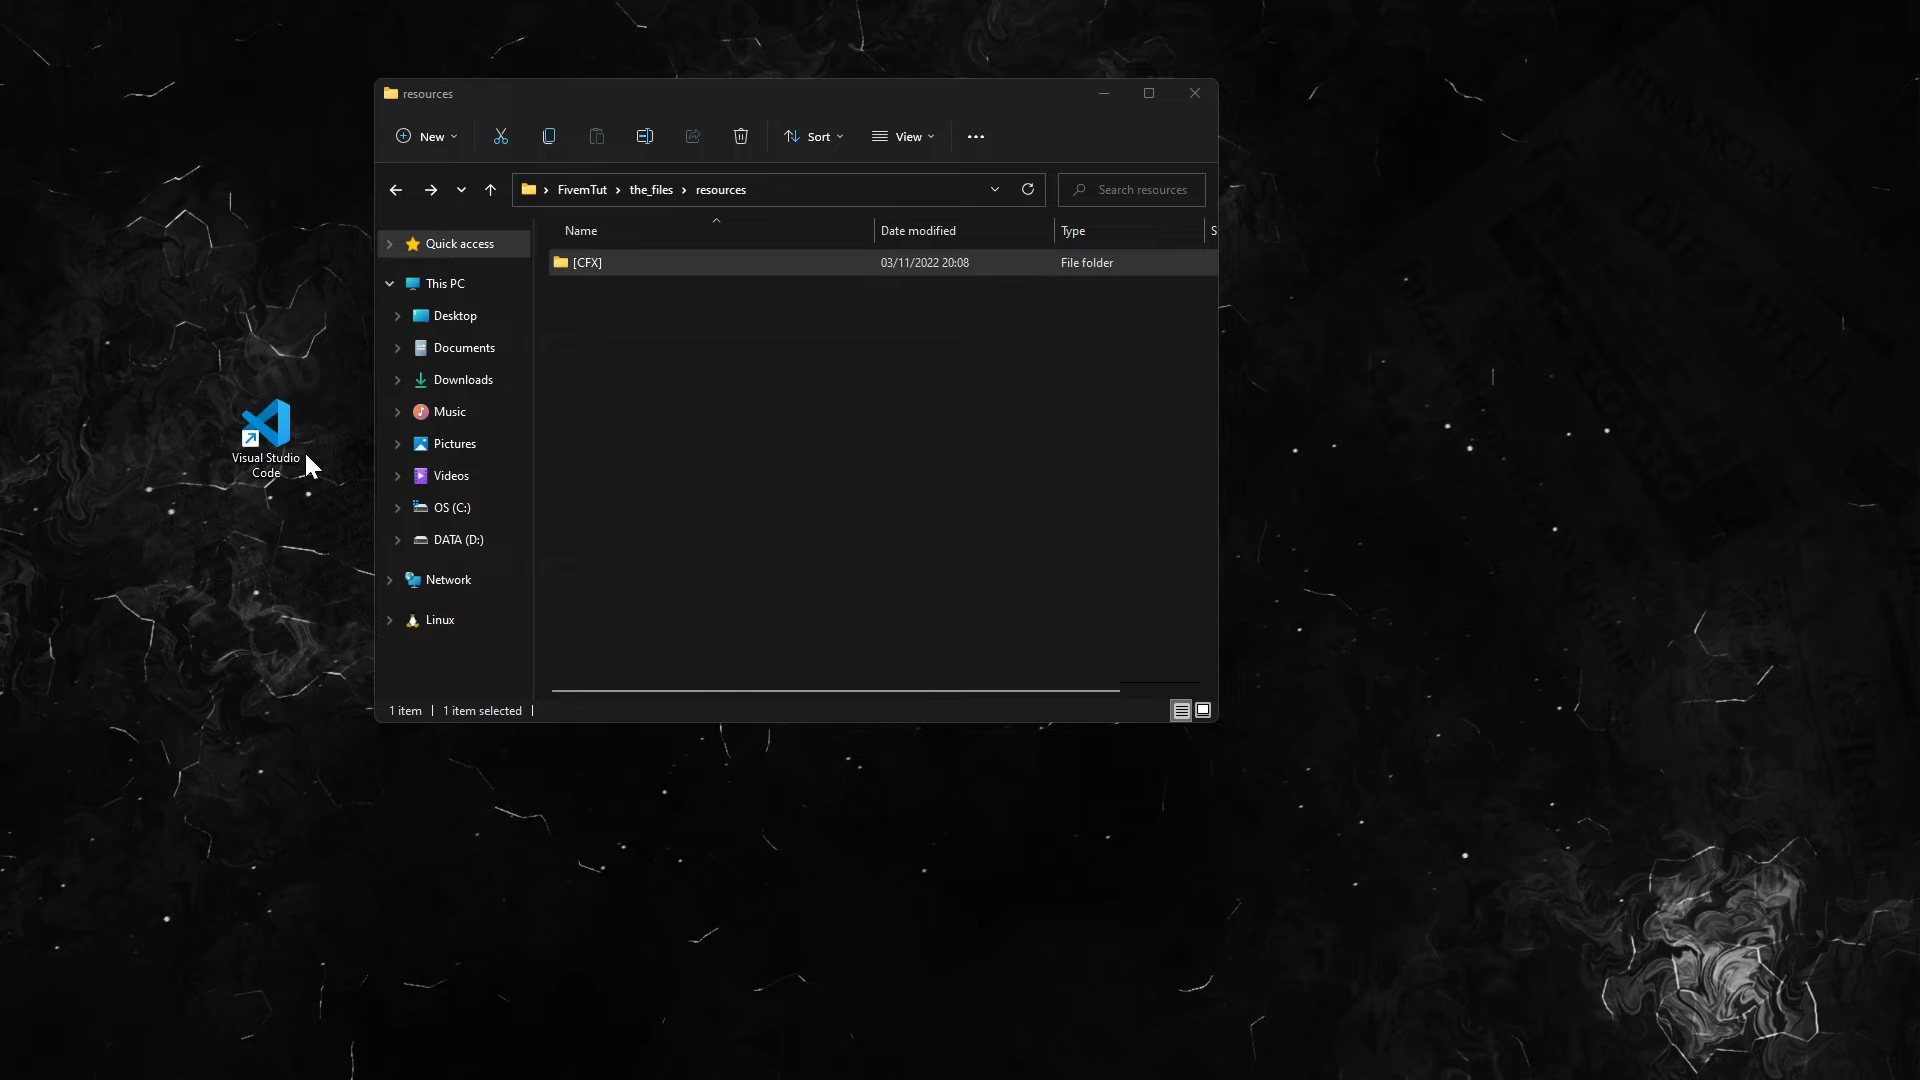 resources
New
Sort
View
FivemTut
the_files
resources
Search resources
Name
Date modified
Type
S
Quick access
[CFX]
03/11/2022 20:08
File folder
This PC
Desktop
Documents
Downloads
Music
Pictures
Videos
OS (C:)
DATA (D:)
Network
Linux
1 item
1 item selected
Visual Studio
Code